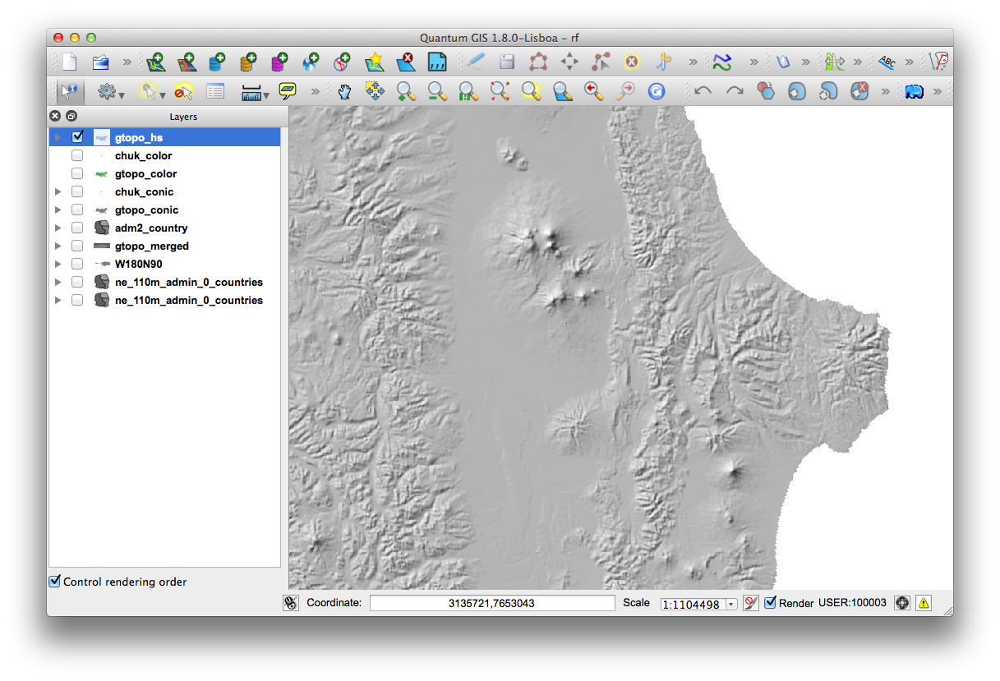 Quantum GIS 1.8.0-Lisboa - rf
ABC
Layers
gtopo_hs
chuk_color
gtopo_color
chuk_conic
gtopo_conic
adm2_country
gtopo_merged
W180N90
ne_110m_admin_0_countries
ne_110m_admin_0_countries
Control rendering order
Coordinate: 3135721,7653043 Scale 1:1104498 Render USER:100003